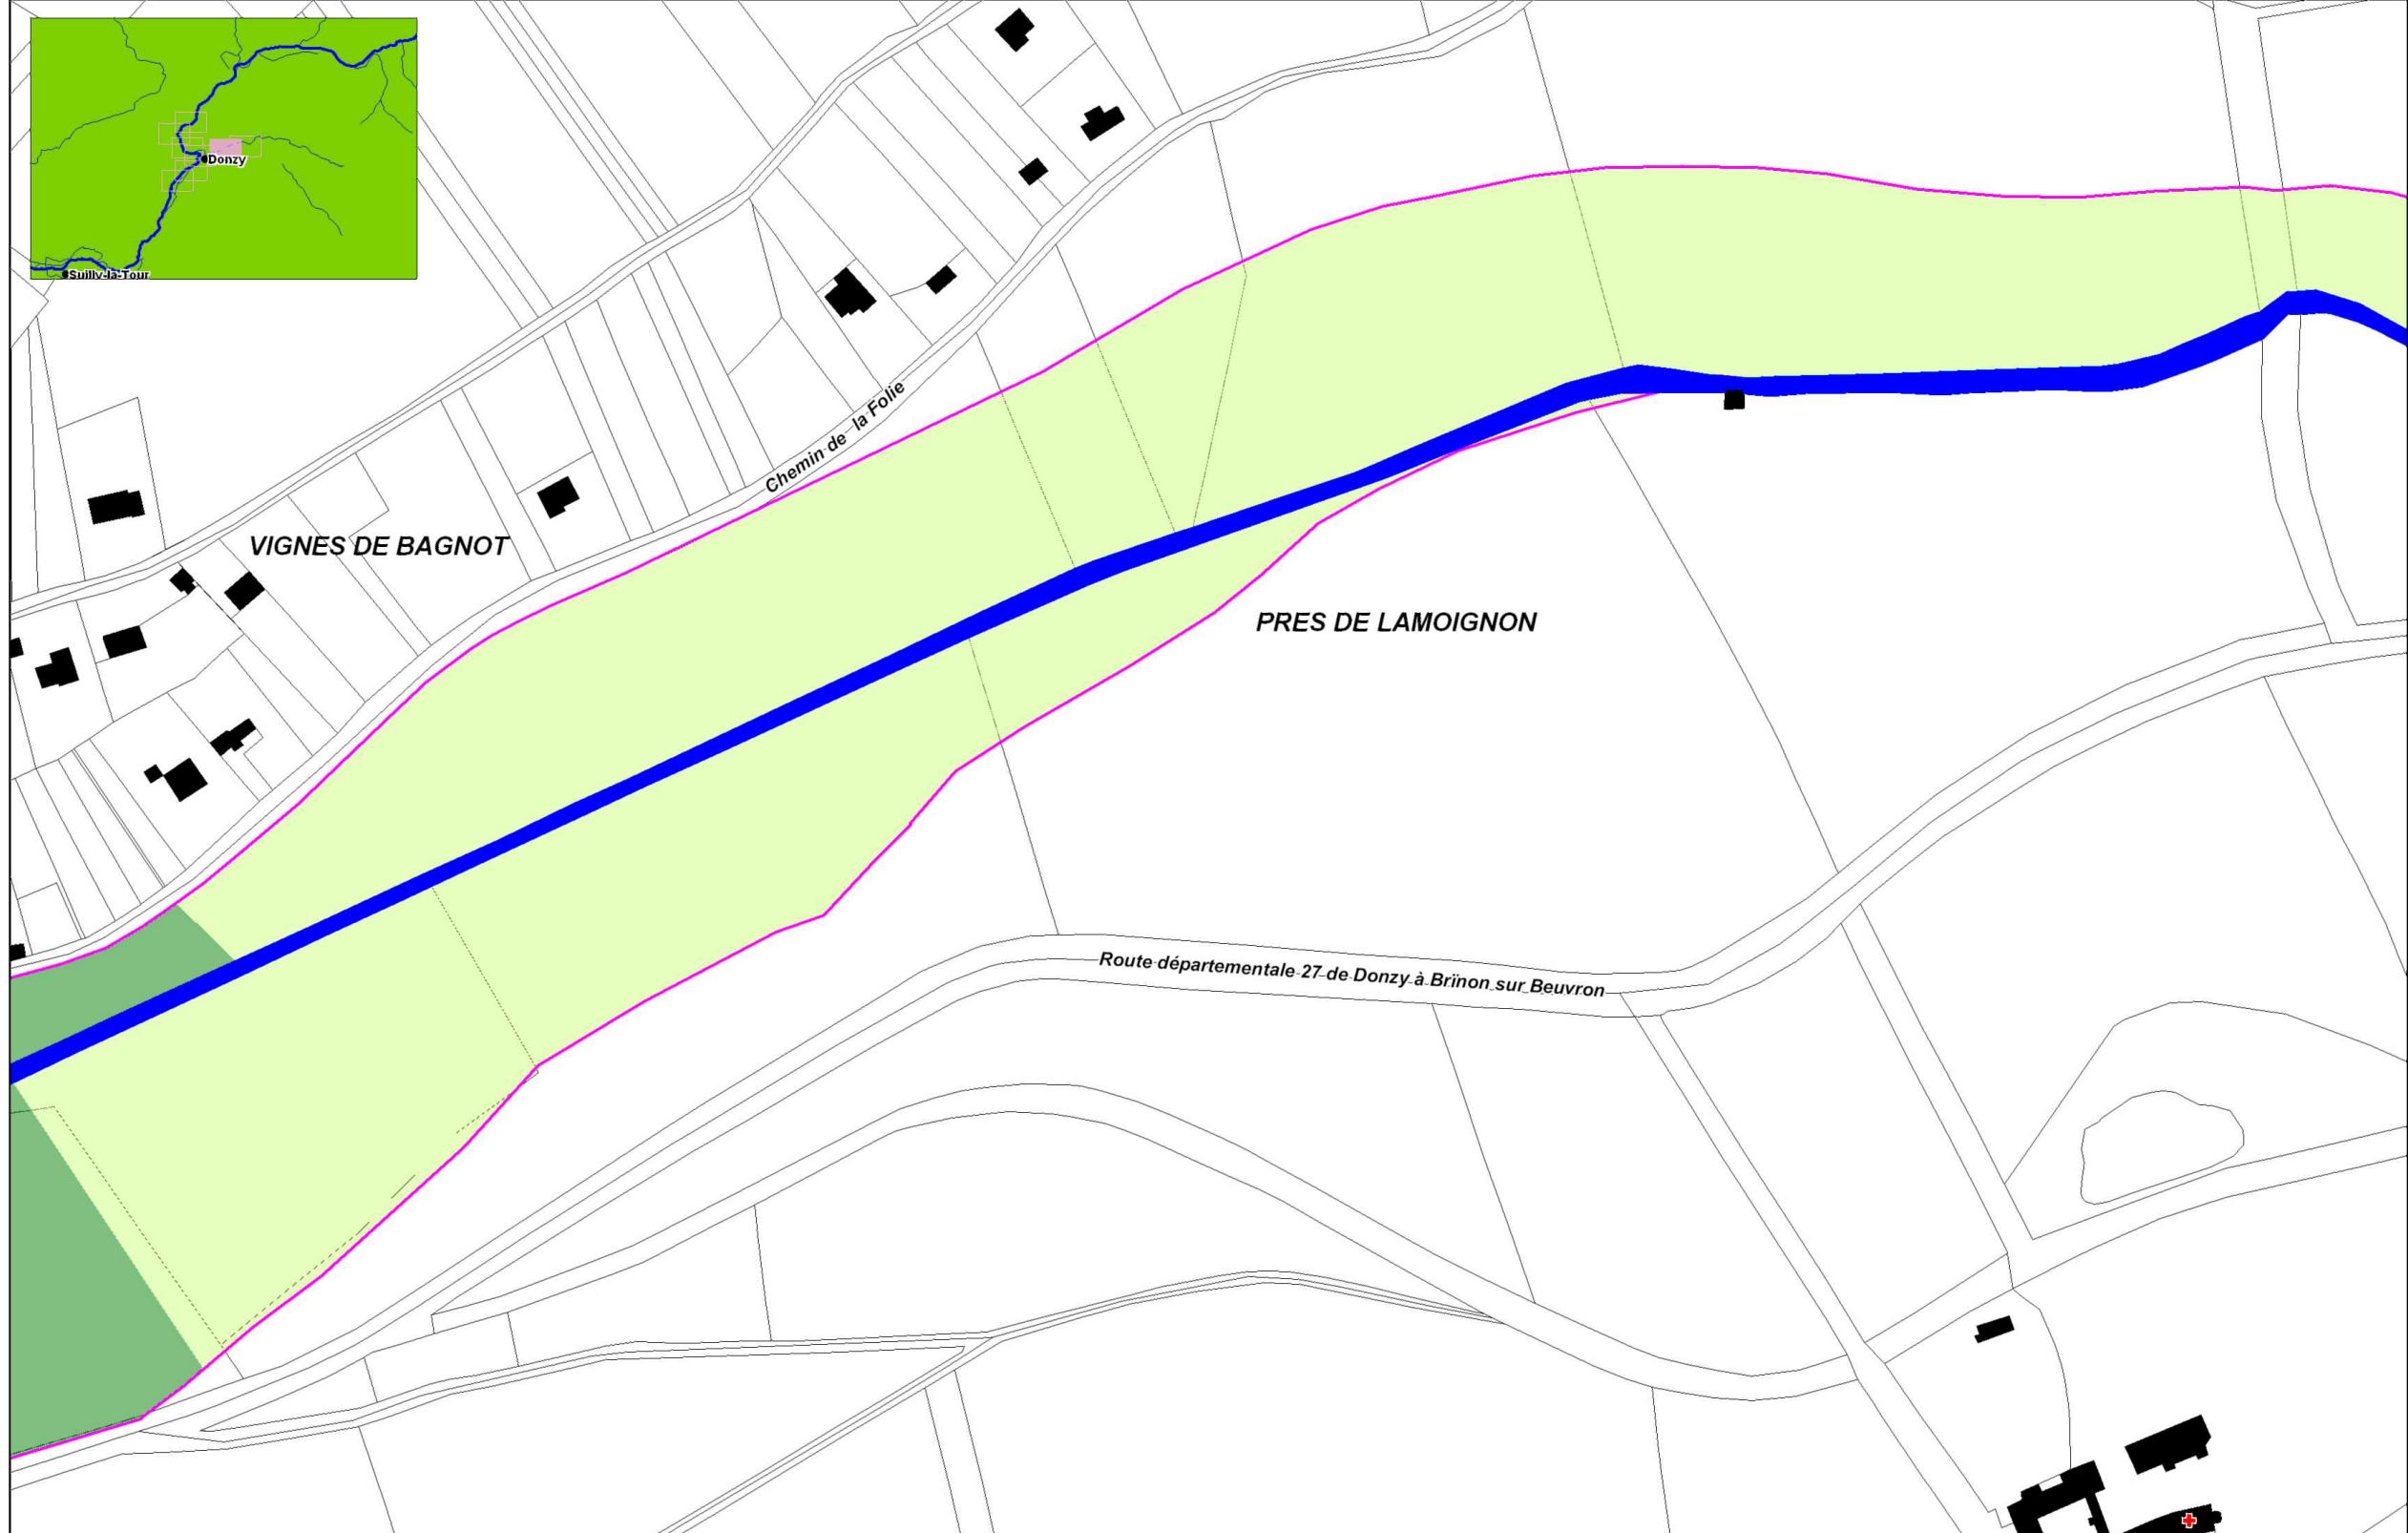 Donzy
Suilly-la-Tour
Chemin de la Folie
VIGNES DE BAGNOT
PRES DE LAMOIGNON
Route départementale 27 de Donzy à Brïnon sur Beuvron